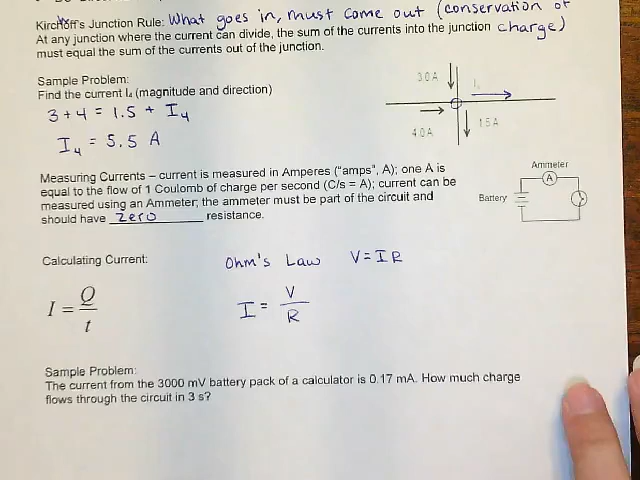 Kirchoff's Junction Rule: What goes in, must come out (conservation of
At any junction where the current can divide, the sum of the currents into the junction charge)
must equal the sum of the currents out of the junction.
Sample Problem:
Find the current I4 (magnitude and direction)
3 + 4 = 1.5 + I4
I4 = 5.5 A
3.0 A
4.0 A
1.5 A
Measuring Currents – current is measured in Amperes ("amps", A); one A is
equal to the flow of 1 Coulomb of charge per second (C/s = A); current can be
measured using an Ammeter; the ammeter must be part of the circuit and
should have zero resistance.
Ammeter
A
Battery
Calculating Current:
Ohm's Law V = IR
I = Q/t
I = V/R
Sample Problem:
The current from the 3000 mV battery pack of a calculator is 0.17 mA. How much charge
flows through the circuit in 3 s?